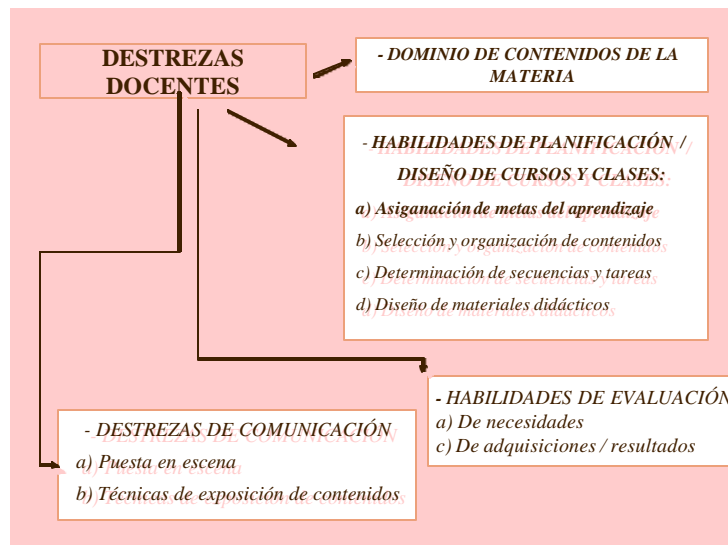 DESTREZAS
DOCENTES
- DOMINIO DE CONTENIDOS DE LA
MATERIA
- HABILIDADES DE PLANIFICACIÓN /
DISEÑO DE CURSOS Y CLASES:
a) Asiganación de metas del aprendizaje
b) Selección y organización de contenidos
c) Determinación de secuencias y tareas
d) Diseño de materiales didácticos
- HABILIDADES DE EVALUACIÓN
a) De necesidades
c) De adquisiciones / resultados
- DESTREZAS DE COMUNICACIÓN
a) Puesta en escena
b) Técnicas de exposición de contenidos